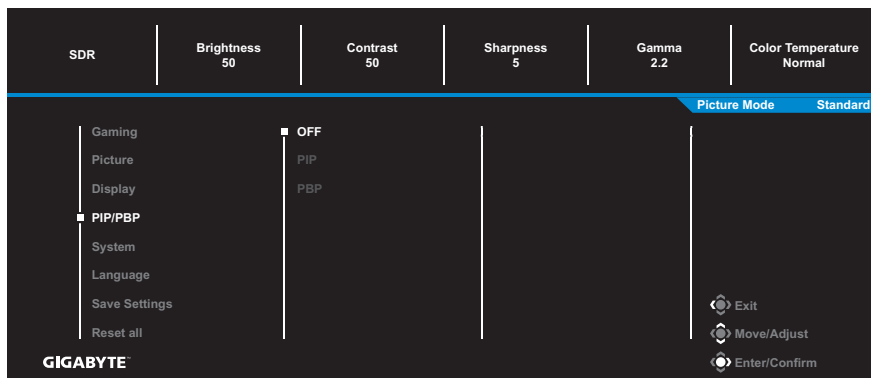 SDR
Brightness
50
Contrast
50
Sharpness
5
Gamma
2.2
Color Temperature
Normal
Picture Mode Standard
Gaming
Picture
Display
PIP/PBP
System
Language
Save Settings
Reset all
OFF
PIP
PBP
Exit
Move/Adjust
Enter/Confirm
GIGABYTE™